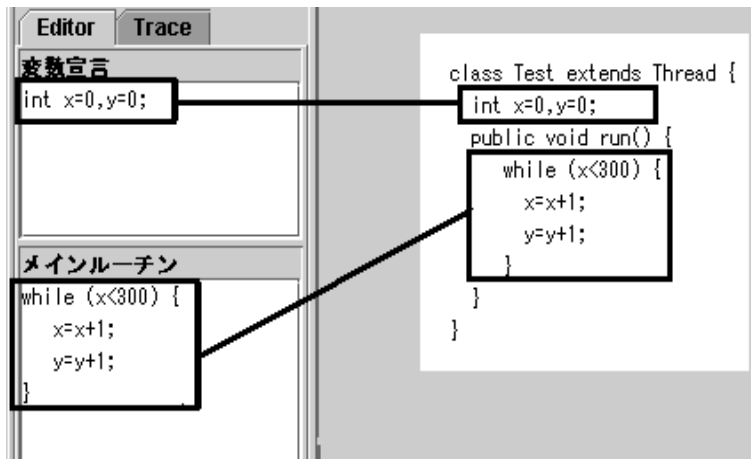 Editor Trace
変数宣言
int x=0,y=0;
メインルーチン
while (x<300) {
x=x+1;
y=y+1;
}
class Test extends Thread {
int x=0,y=0;
public void run() {
while (x<300) {
x=x+1;
y=y+1;
}
}
}